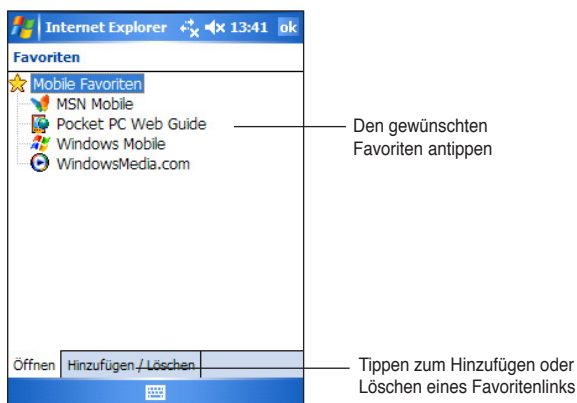 Internet Explorer 13:41 ok
Favoriten
Mobile Favoriten
MSN Mobile
Pocket PC Web Guide
Windows Mobile
WindowsMedia.com
Den gewünschten
Favoriten antippen
Öffnen Hinzufügen / Löschen
Tippen zum Hinzufügen oder
Löschen eines Favoritenlinks